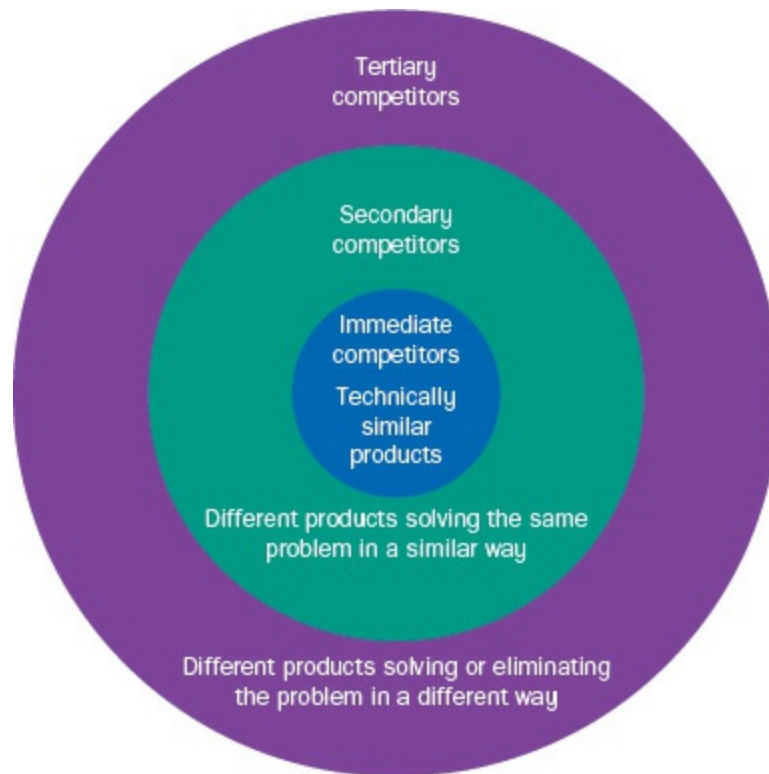 Tertiary
competitors
Secondary
competitors
Immediate
competitors
Technically
similar
products
Different products solving the same
problem in a similar way
Different products solving or eliminating
the problem in a different way